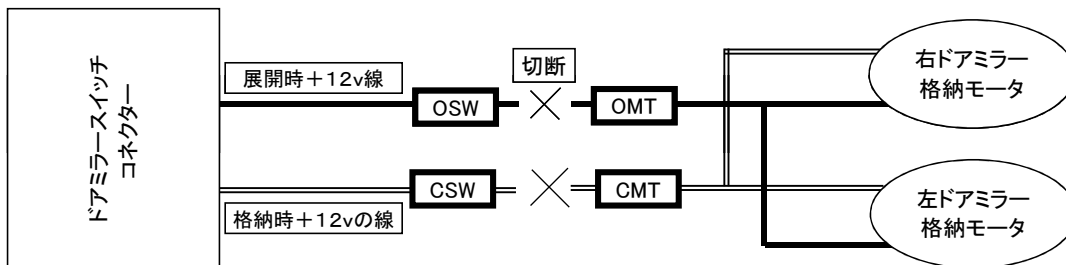 ドアミラースイッチ
コネクター
展開時+12v線
OSW
切断
OMT
右ドアミラー
格納モータ
格納時+12vの線
CSW
CMT
左ドアミラー
格納モータ